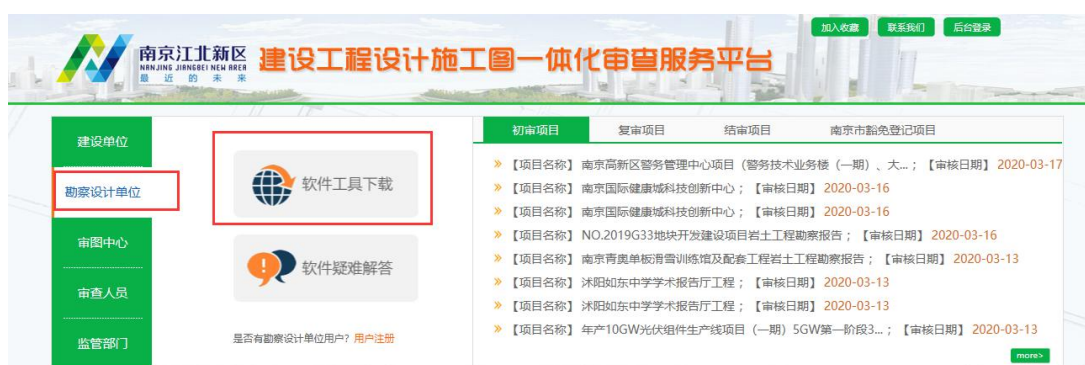 加入收藏 联系我们 后台登录
南京江北新区 建设工程设计施工图一体化审查服务平台
NANJING JIANGBEI NEW AREA
最近的未来
建设单位
勘察设计单位
审图中心
审查人员
监管部门
软件工具下载
软件疑难解答
是否有勘察设计单位用户？用户注册
初审项目 复审项目 结审项目 南京市豁免登记项目
【项目名称】南京高新区警务管理中心项目（警务技术业务楼（一期）、大...；【审核日期】2020-03-17
【项目名称】南京国际健康城科技创新中心；【审核日期】2020-03-16
【项目名称】南京国际健康城科技创新中心；【审核日期】2020-03-16
【项目名称】NO.2019G33地块开发建设项目岩土工程勘察报告；【审核日期】2020-03-16
【项目名称】南京青奥单板滑雪训练馆及配套工程岩土工程勘察报告；【审核日期】2020-03-13
【项目名称】沭阳如东中学学术报告厅工程；【审核日期】2020-03-13
【项目名称】沭阳如东中学学术报告厅工程；【审核日期】2020-03-13
【项目名称】年产10GW光伏组件生产线项目（一期）5GW第一阶段3...；【审核日期】2020-03-13
more>